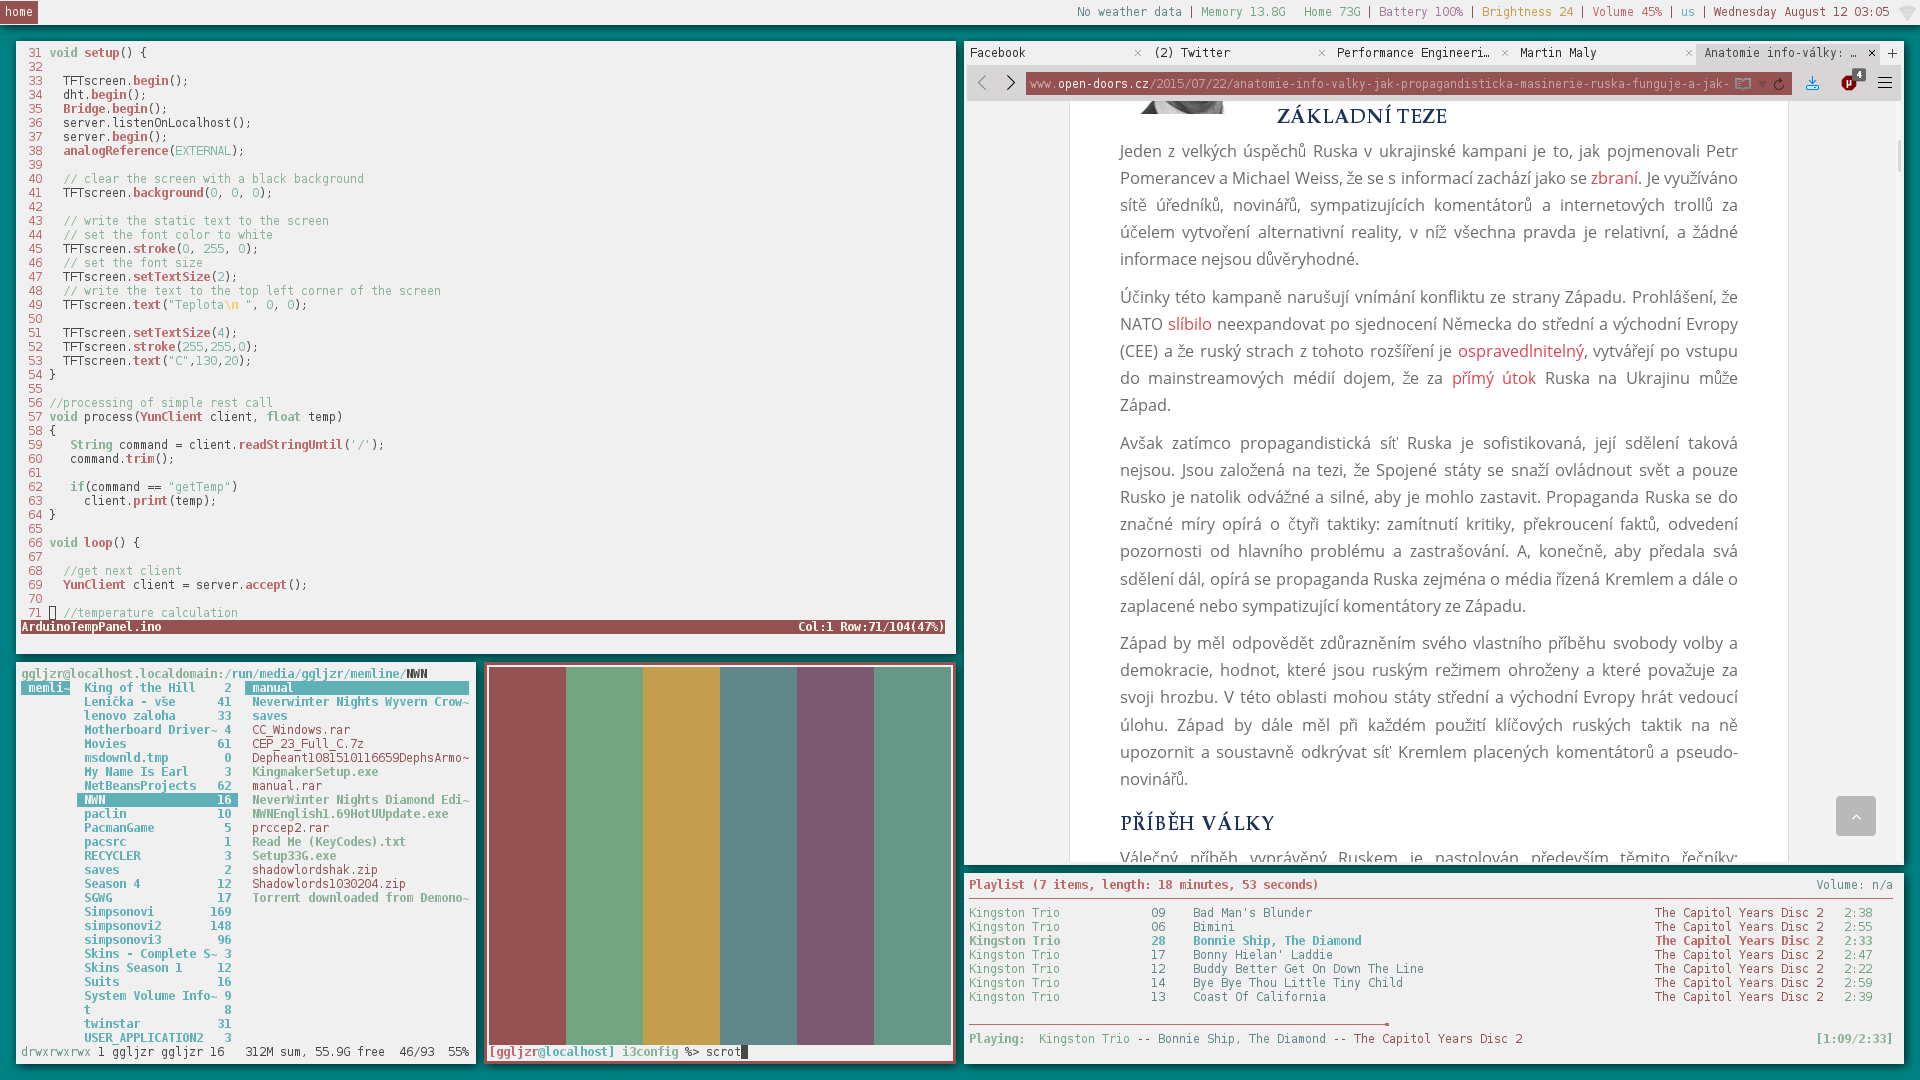 home
No weather data | Memory 13.8G  Home 73G | Battery 100% | Brightness 24 | Volume 45% | us | Wednesday August 12 03:05
31 void setup() {
32
33   TFTscreen.begin();
34   dht.begin();
35   Bridge.begin();
36   server.listenOnLocalhost();
37   server.begin();
38   analogReference(EXTERNAL);
39
40   // clear the screen with a black background
41   TFTscreen.background(0, 0, 0);
42
43   // write the static text to the screen
44   // set the font color to white
45   TFTscreen.stroke(0, 255, 0);
46   // set the font size
47   TFTscreen.setTextSize(2);
48   // write the text to the top left corner of the screen
49   TFTscreen.text("Teplota\n ", 0, 0);
50
51   TFTscreen.setTextSize(4);
52   TFTscreen.stroke(255,255,0);
53   TFTscreen.text("C",130,20);
54 }
55
56 //processing of simple rest call
57 void process(YunClient client, float temp)
58 {
59    String command = client.readStringUntil('/');
60    command.trim();
61
62    if(command == "getTemp")
63      client.print(temp);
64 }
65
66 void loop() {
67
68   //get next client
69   YunClient client = server.accept();
70
71   //temperature calculation
ArduinoTempPanel.ino Col:1 Row:71/104(47%)
Facebook × (2) Twitter × Performance Engineeri… × Martin Maly × Anatomie info-války: … × +
www.open-doors.cz/2015/07/22/anatomie-info-valky-jak-propagandisticka-masinerie-ruska-funguje-a-jak- 4
ZÁKLADNÍ TEZE
Jeden z velkých úspěchů Ruska v ukrajinské kampani je to, jak pojmenovali Petr
Pomerancev a Michael Weiss, že se s informací zachází jako se zbraní. Je využíváno
sítě úředníků, novinářů, sympatizujících komentátorů a internetových trollů za
účelem vytvoření alternativní reality, v níž všechna pravda je relativní, a žádné
informace nejsou důvěryhodné.
Účinky této kampaně narušují vnímání konfliktu ze strany Západu. Prohlášení, že
NATO slíbilo neexpandovat po sjednocení Německa do střední a východní Evropy
(CEE) a že ruský strach z tohoto rozšíření je ospravedlnitelný, vytvářejí po vstupu
do mainstreamových médií dojem, že za přímý útok Ruska na Ukrajinu může
Západ.
Avšak zatímco propagandistická síť Ruska je sofistikovaná, její sdělení taková
nejsou. Jsou založená na tezi, že Spojené státy se snaží ovládnout svět a pouze
Rusko je natolik odvážné a silné, aby je mohlo zastavit. Propaganda Ruska se do
značné míry opírá o čtyři taktiky: zamítnutí kritiky, překroucení faktů, odvedení
pozornosti od hlavního problému a zastrašování. A, konečně, aby předala svá
sdělení dál, opírá se propaganda Ruska zejména o média řízená Kremlem a dále o
zaplacené nebo sympatizující komentátory ze Západu.
Západ by měl odpovědět zdůrazněním svého vlastního příběhu svobody volby a
demokracie, hodnot, které jsou ruským režimem ohroženy a které považuje za
svoji hrozbu. V této oblasti mohou státy střední a východní Evropy hrát vedoucí
úlohu. Západ by dále měl při každém použití klíčových ruských taktik na ně
upozornit a soustavně odkrývat síť Kremlem placených komentátorů a pseudo-
novinářů.
PŘÍBĚH VÁLKY
Válečný příběh vyprávěný Ruskem je nastolován především těmito řečníky:
ggljzr@localhost.localdomain:/run/media/ggljzr/memline/NWN
memli~
King of the Hill 2
Lenička - vše 41
lenovo zaloha 33
Motherboard Driver~ 4
Movies 61
msdownld.tmp 0
My Name Is Earl 3
NetBeansProjects 62
NWN 16
paclin 10
PacmanGame 5
pacsrc 1
RECYCLER 3
saves 2
Season 4 12
SGWG 17
Simpsonovi 169
simpsonovi2 148
simpsonovi3 96
Skins - Complete S~ 3
Skins Season 1 12
Suits 16
System Volume Info~ 9
t 8
twinstar 31
USER_APPLICATION2 3
manual
Neverwinter Nights Wyvern Crow~
saves
CC_Windows.rar
CEP_23_Full_C.7z
Depheant1081510116659DephsArmo~
KingmakerSetup.exe
manual.rar
NeverWinter Nights Diamond Edi~
NWNEnglish1.69HotUUpdate.exe
prccep2.rar
Read Me (KeyCodes).txt
Setup33G.exe
shadowlordshak.zip
Shadowlords1030204.zip
Torrent downloaded from Demono~
drwxrwxrwx 1 ggljzr ggljzr 16   312M sum, 55.9G free  46/93  55%
[ggljzr@localhost] i3config %> scrot
Playlist (7 items, length: 18 minutes, 53 seconds) Volume: n/a
Kingston Trio 09 Bad Man's Blunder The Capitol Years Disc 2 2:38
Kingston Trio 06 Bimini The Capitol Years Disc 2 2:55
Kingston Trio 28 Bonnie Ship, The Diamond The Capitol Years Disc 2 2:33
Kingston Trio 17 Bonny Hielan' Laddie The Capitol Years Disc 2 2:47
Kingston Trio 12 Buddy Better Get On Down The Line The Capitol Years Disc 2 2:22
Kingston Trio 14 Bye Bye Thou Little Tiny Child The Capitol Years Disc 2 2:59
Kingston Trio 13 Coast Of California The Capitol Years Disc 2 2:39
Playing: Kingston Trio -- Bonnie Ship, The Diamond -- The Capitol Years Disc 2 [1:09/2:33]